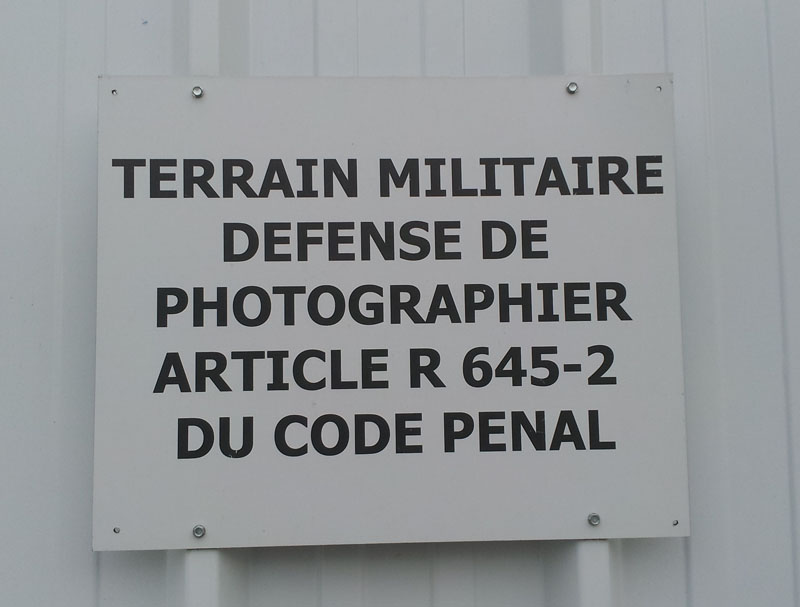 TERRAIN MILITAIRE
DEFENSE DE
PHOTOGRAPHIER
ARTICLE R 645-2
DU CODE PENAL